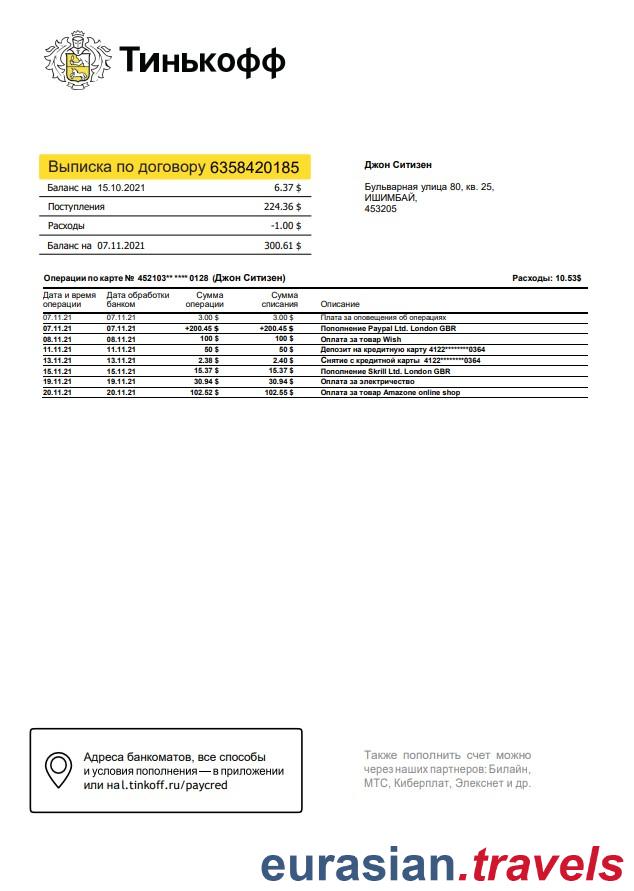 Тинькофф
Выписка по договору 6358420185
Баланс на 15.10.2021 6.37 $
Поступления 224.36 $
Расходы -1.00 $
Баланс на 07.11.2021 300.61 $
Джон Ситизен
Бульварная улица 80, кв. 25,
ИШИМБАЙ,
453205
Операции по карте № 452103** **** 0128 (Джон Ситизен) Расходы: 10.53$
Дата и время Дата обработки Сумма Сумма
операции банком операции списания Описание
07.11.21 07.11.21 3.00 $ 3.00 $ Плата за оповещения об операциях
07.11.21 07.11.21 +200.45 $ +200.45 $ Пополнение Paypal Ltd. London GBR
08.11.21 08.11.21 100 $ 100 $ Оплата за товар Wish
11.11.21 11.11.21 50 $ 50 $ Депозит на кредитную карту 4122********0364
13.11.21 13.11.21 2.38 $ 2.40 $ Снятие с кредитной карты 4122********0364
15.11.21 15.11.21 15.37 $ 15.37 $ Пополнение Skrill Ltd. London GBR
19.11.21 19.11.21 30.94 $ 30.94 $ Оплата за электричество
20.11.21 20.11.21 102.52 $ 102.55 $ Оплата за товар Amazone online shop
Адреса банкоматов, все способы
и условия пополнения — в приложении
или на l.tinkoff.ru/paycred
Также пополнить счет можно
через наших партнеров: Билайн,
МТС, Киберплат, Элекснет и др.
eurasian.travels